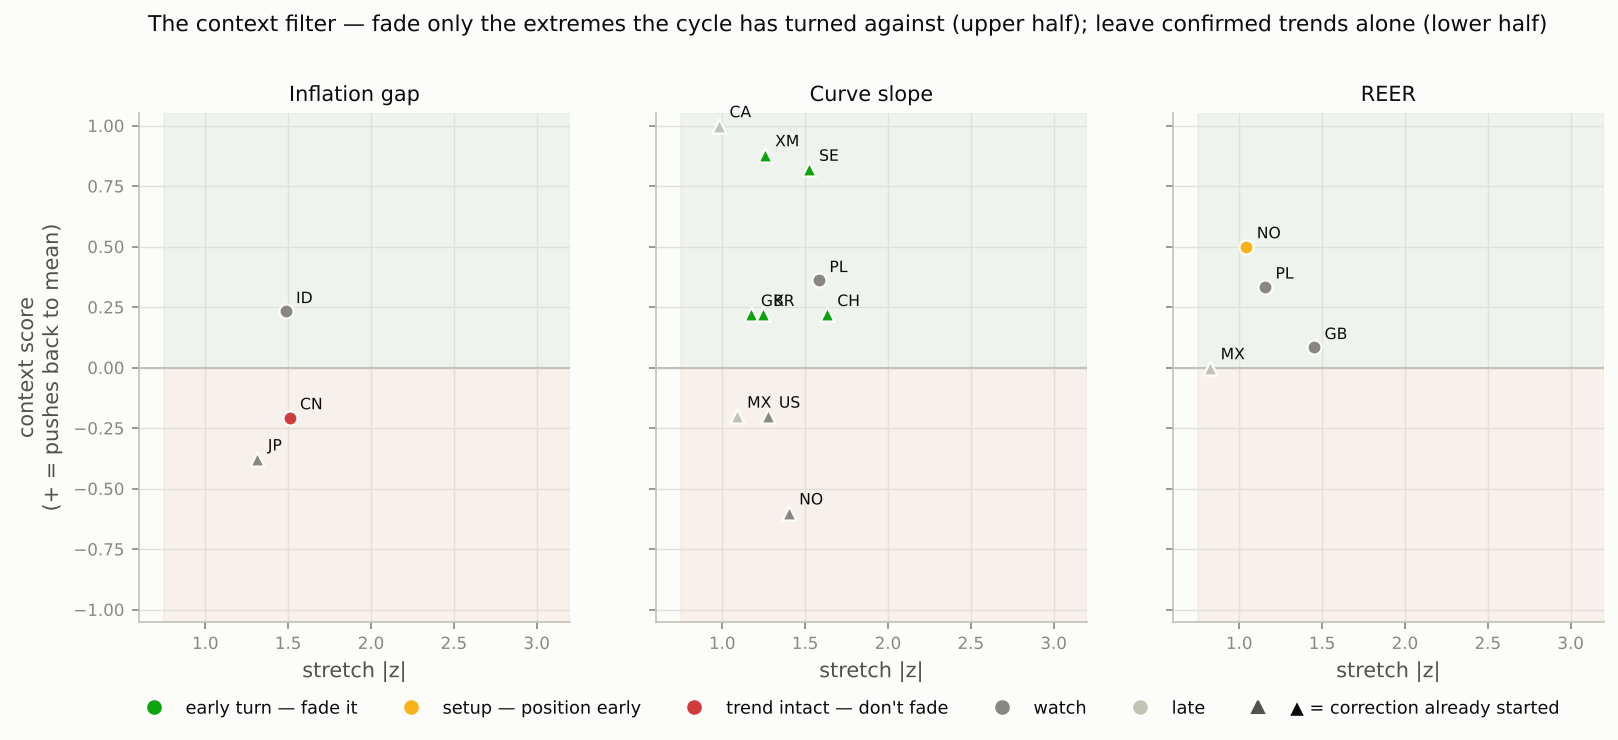 The context filter — fade only the extremes the cycle has turned against (upper half); leave confirmed trends alone (lower half)
Inflation gap
context score
(+ = pushes back to mean)
1.00
0.75
0.50
0.25
0.00
−0.25
−0.50
−0.75
−1.00
ID
CN
JP
1.0 1.5 2.0 2.5 3.0
stretch |z|
Curve slope
CA
XM
SE
PL
GB KR CH
MX US
NO
1.0 1.5 2.0 2.5 3.0
stretch |z|
REER
NO
PL
GB
MX
1.0 1.5 2.0 2.5 3.0
stretch |z|
early turn — fade it setup — position early trend intact — don't fade watch late ▲ = correction already started